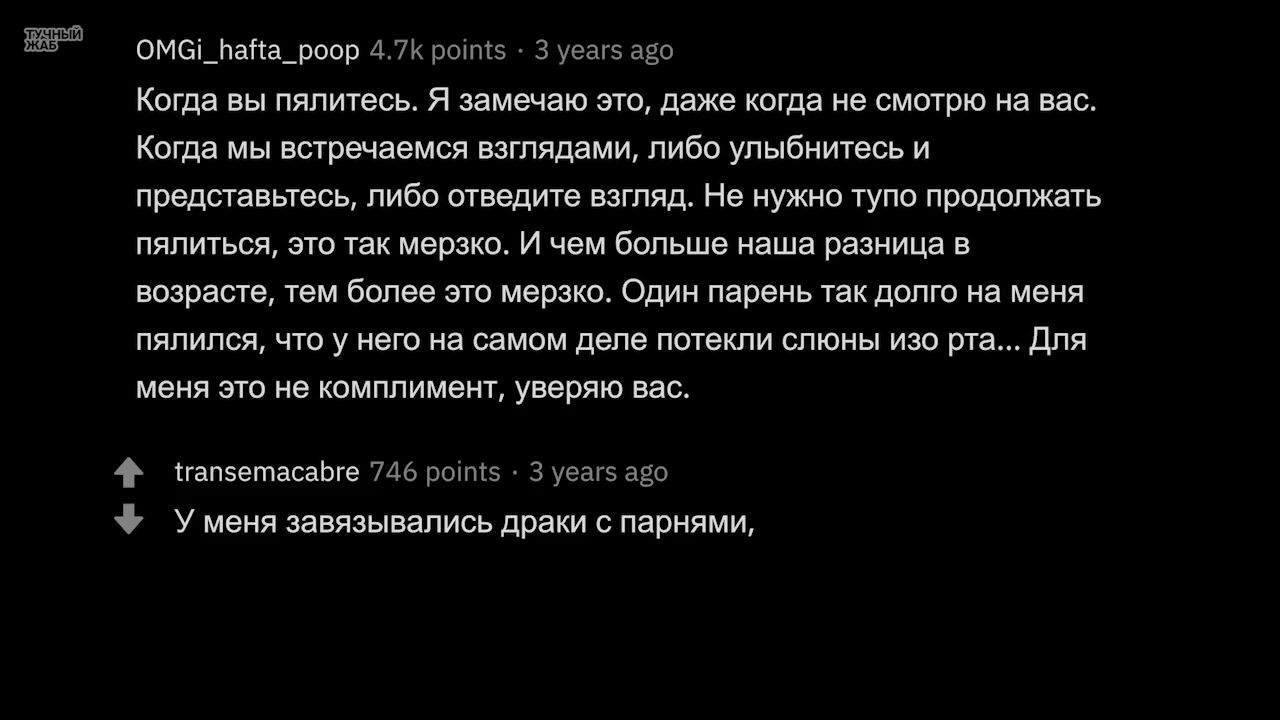 ТУЧНЫЙ
ЖАБ
OMGi_hafta_poop 4.7k points · 3 years ago
Когда вы пялитесь. Я замечаю это, даже когда не смотрю на вас.
Когда мы встречаемся взглядами, либо улыбнитесь и
представьтесь, либо отведите взгляд. Не нужно тупо продолжать
пялиться, это так мерзко. И чем больше наша разница в
возрасте, тем более это мерзко. Один парень так долго на меня
пялился, что у него на самом деле потекли слюны изо рта... Для
меня это не комплимент, уверяю вас.
transemacabre 746 points · 3 years ago
У меня завязывались драки с парнями,